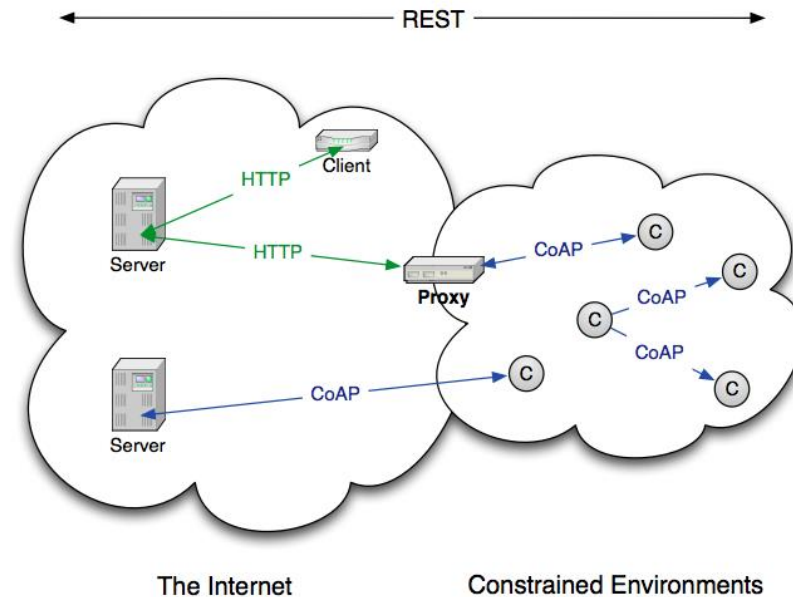 REST
Client
HTTP
Server
HTTP
Proxy
CoAP
C
C
CoAP
C
CoAP
C
C
CoAP
Server
The Internet
Constrained Environments